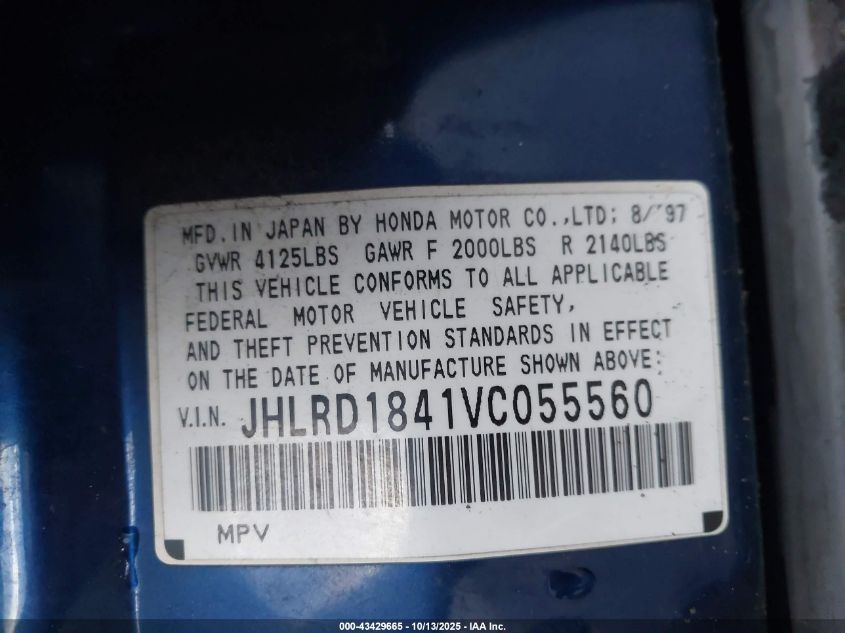 MFD. IN JAPAN BY HONDA MOTOR CO.,LTD; 8/'97
GVWR 4125LBS GAWR F 2000LBS R 2140LBS
THIS VEHICLE CONFORMS TO ALL APPLICABLE
FEDERAL MOTOR VEHICLE SAFETY,
AND THEFT PREVENTION STANDARDS IN EFFECT
ON THE DATE OF MANUFACTURE SHOWN ABOVE:
V.I.N. JHLRD1841VC055560
MPV
000-43429665 - 10/13/2025 - IAA Inc.